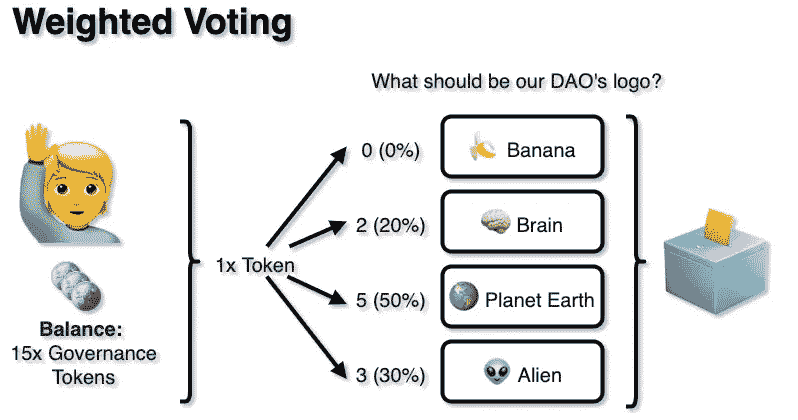 Weighted Voting
What should be our DAO's logo?
0 (0%)
Banana
2 (20%)
Brain
1x Token
5 (50%)
Planet Earth
3 (30%)
Alien
Balance:
15x Governance
Tokens